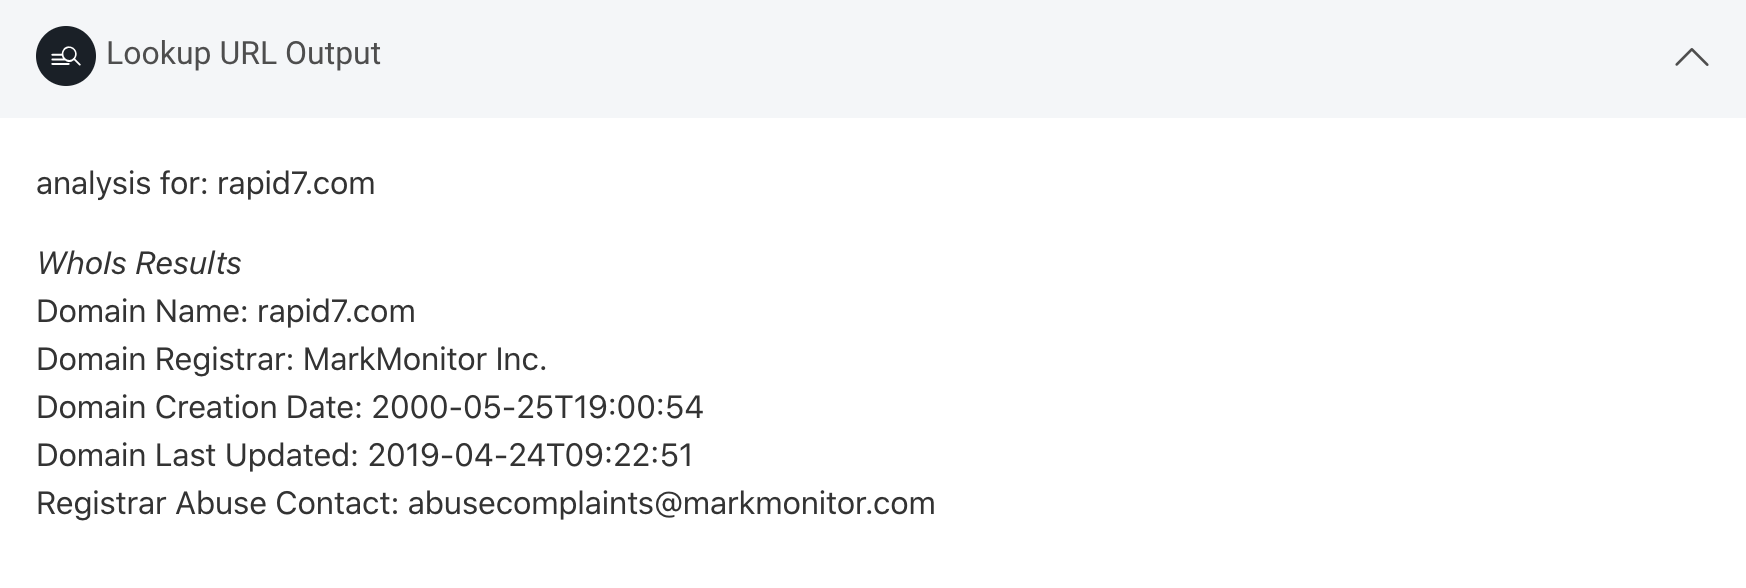 Lookup URL Output
analysis for: rapid7.com
WhoIs Results
Domain Name: rapid7.com
Domain Registrar: MarkMonitor Inc.
Domain Creation Date: 2000-05-25T19:00:54
Domain Last Updated: 2019-04-24T09:22:51
Registrar Abuse Contact: abusecomplaints@markmonitor.com